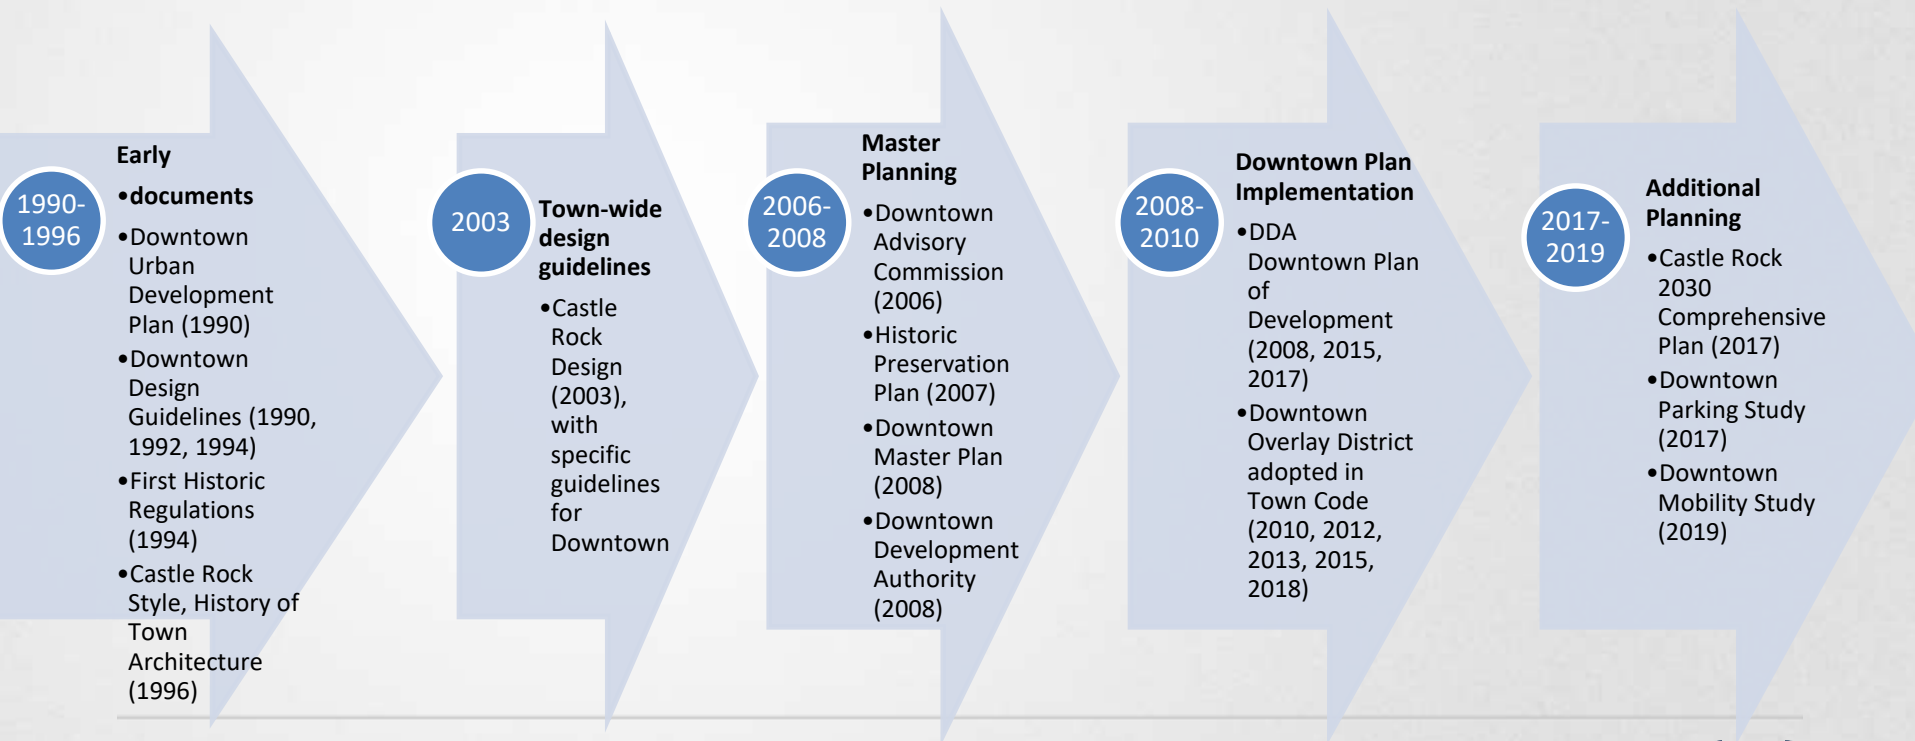 1990-
1996
Early
•documents
•Downtown
Urban
Development
Plan (1990)
•Downtown
Design
Guidelines (1990,
1992, 1994)
•First Historic
Regulations
(1994)
•Castle Rock
Style, History of
Town
Architecture
(1996)
2003
Town-wide
design
guidelines
•Castle
Rock
Design
(2003),
with
specific
guidelines
for
Downtown
2006-
2008
Master
Planning
•Downtown
Advisory
Commission
(2006)
•Historic
Preservation
Plan (2007)
•Downtown
Master Plan
(2008)
•Downtown
Development
Authority
(2008)
2008-
2010
Downtown Plan
Implementation
•DDA
Downtown Plan
of
Development
(2008, 2015,
2017)
•Downtown
Overlay District
adopted in
Town Code
(2010, 2012,
2013, 2015,
2018)
2017-
2019
Additional
Planning
•Castle Rock
2030
Comprehensive
Plan (2017)
•Downtown
Parking Study
(2017)
•Downtown
Mobility Study
(2019)